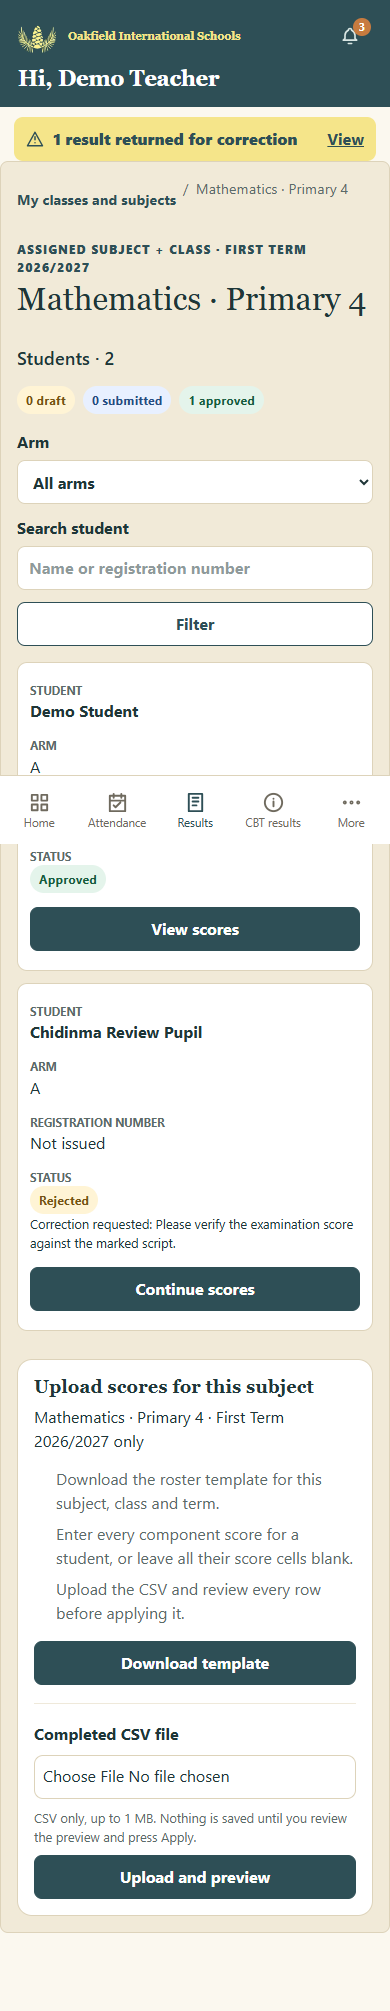 Oakfield International Schools
3
Hi, Demo Teacher
1 result returned for correction View
My classes and subjects / Mathematics · Primary 4
ASSIGNED SUBJECT + CLASS · FIRST TERM
2026/2027
Mathematics · Primary 4
Students · 2
0 draft 0 submitted 1 approved
Arm
All arms
Search student
Name or registration number
Filter
STUDENT
Demo Student
ARM
A
Home Attendance Results CBT results More
STATUS
Approved
View scores
STUDENT
Chidinma Review Pupil
ARM
A
REGISTRATION NUMBER
Not issued
STATUS
Rejected
Correction requested: Please verify the examination score
against the marked script.
Continue scores
Upload scores for this subject
Mathematics · Primary 4 · First Term
2026/2027 only
Download the roster template for this
subject, class and term.
Enter every component score for a
student, or leave all their score cells blank.
Upload the CSV and review every row
before applying it.
Download template
Completed CSV file
Choose File No file chosen
CSV only, up to 1 MB. Nothing is saved until you review
the preview and press Apply.
Upload and preview